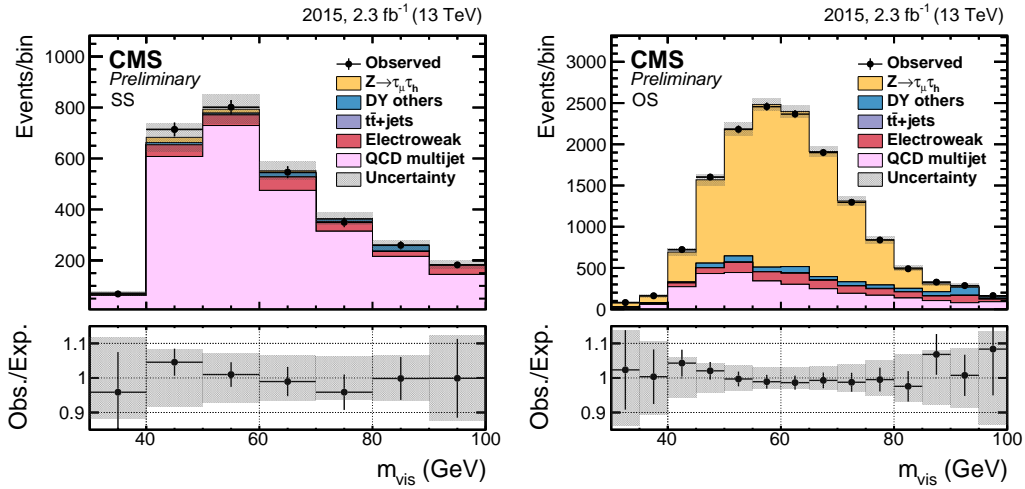 2015, 2.3 fb⁻¹ (13 TeV)
Events/bin
1000
800
600
400
200
CMS
Preliminary
SS
Observed
Z→τ_μτ_h
DY others
tt̄+jets
Electroweak
QCD multijet
Uncertainty
Obs./Exp.
1.1
1
0.9
40 60 80 100
m_vis (GeV)
2015, 2.3 fb⁻¹ (13 TeV)
Events/bin
3000
2500
2000
1500
1000
500
0
CMS
Preliminary
OS
Observed
Z→τ_μτ_h
DY others
tt̄+jets
Electroweak
QCD multijet
Uncertainty
Obs./Exp.
1.1
1
0.9
40 60 80 100
m_vis (GeV)